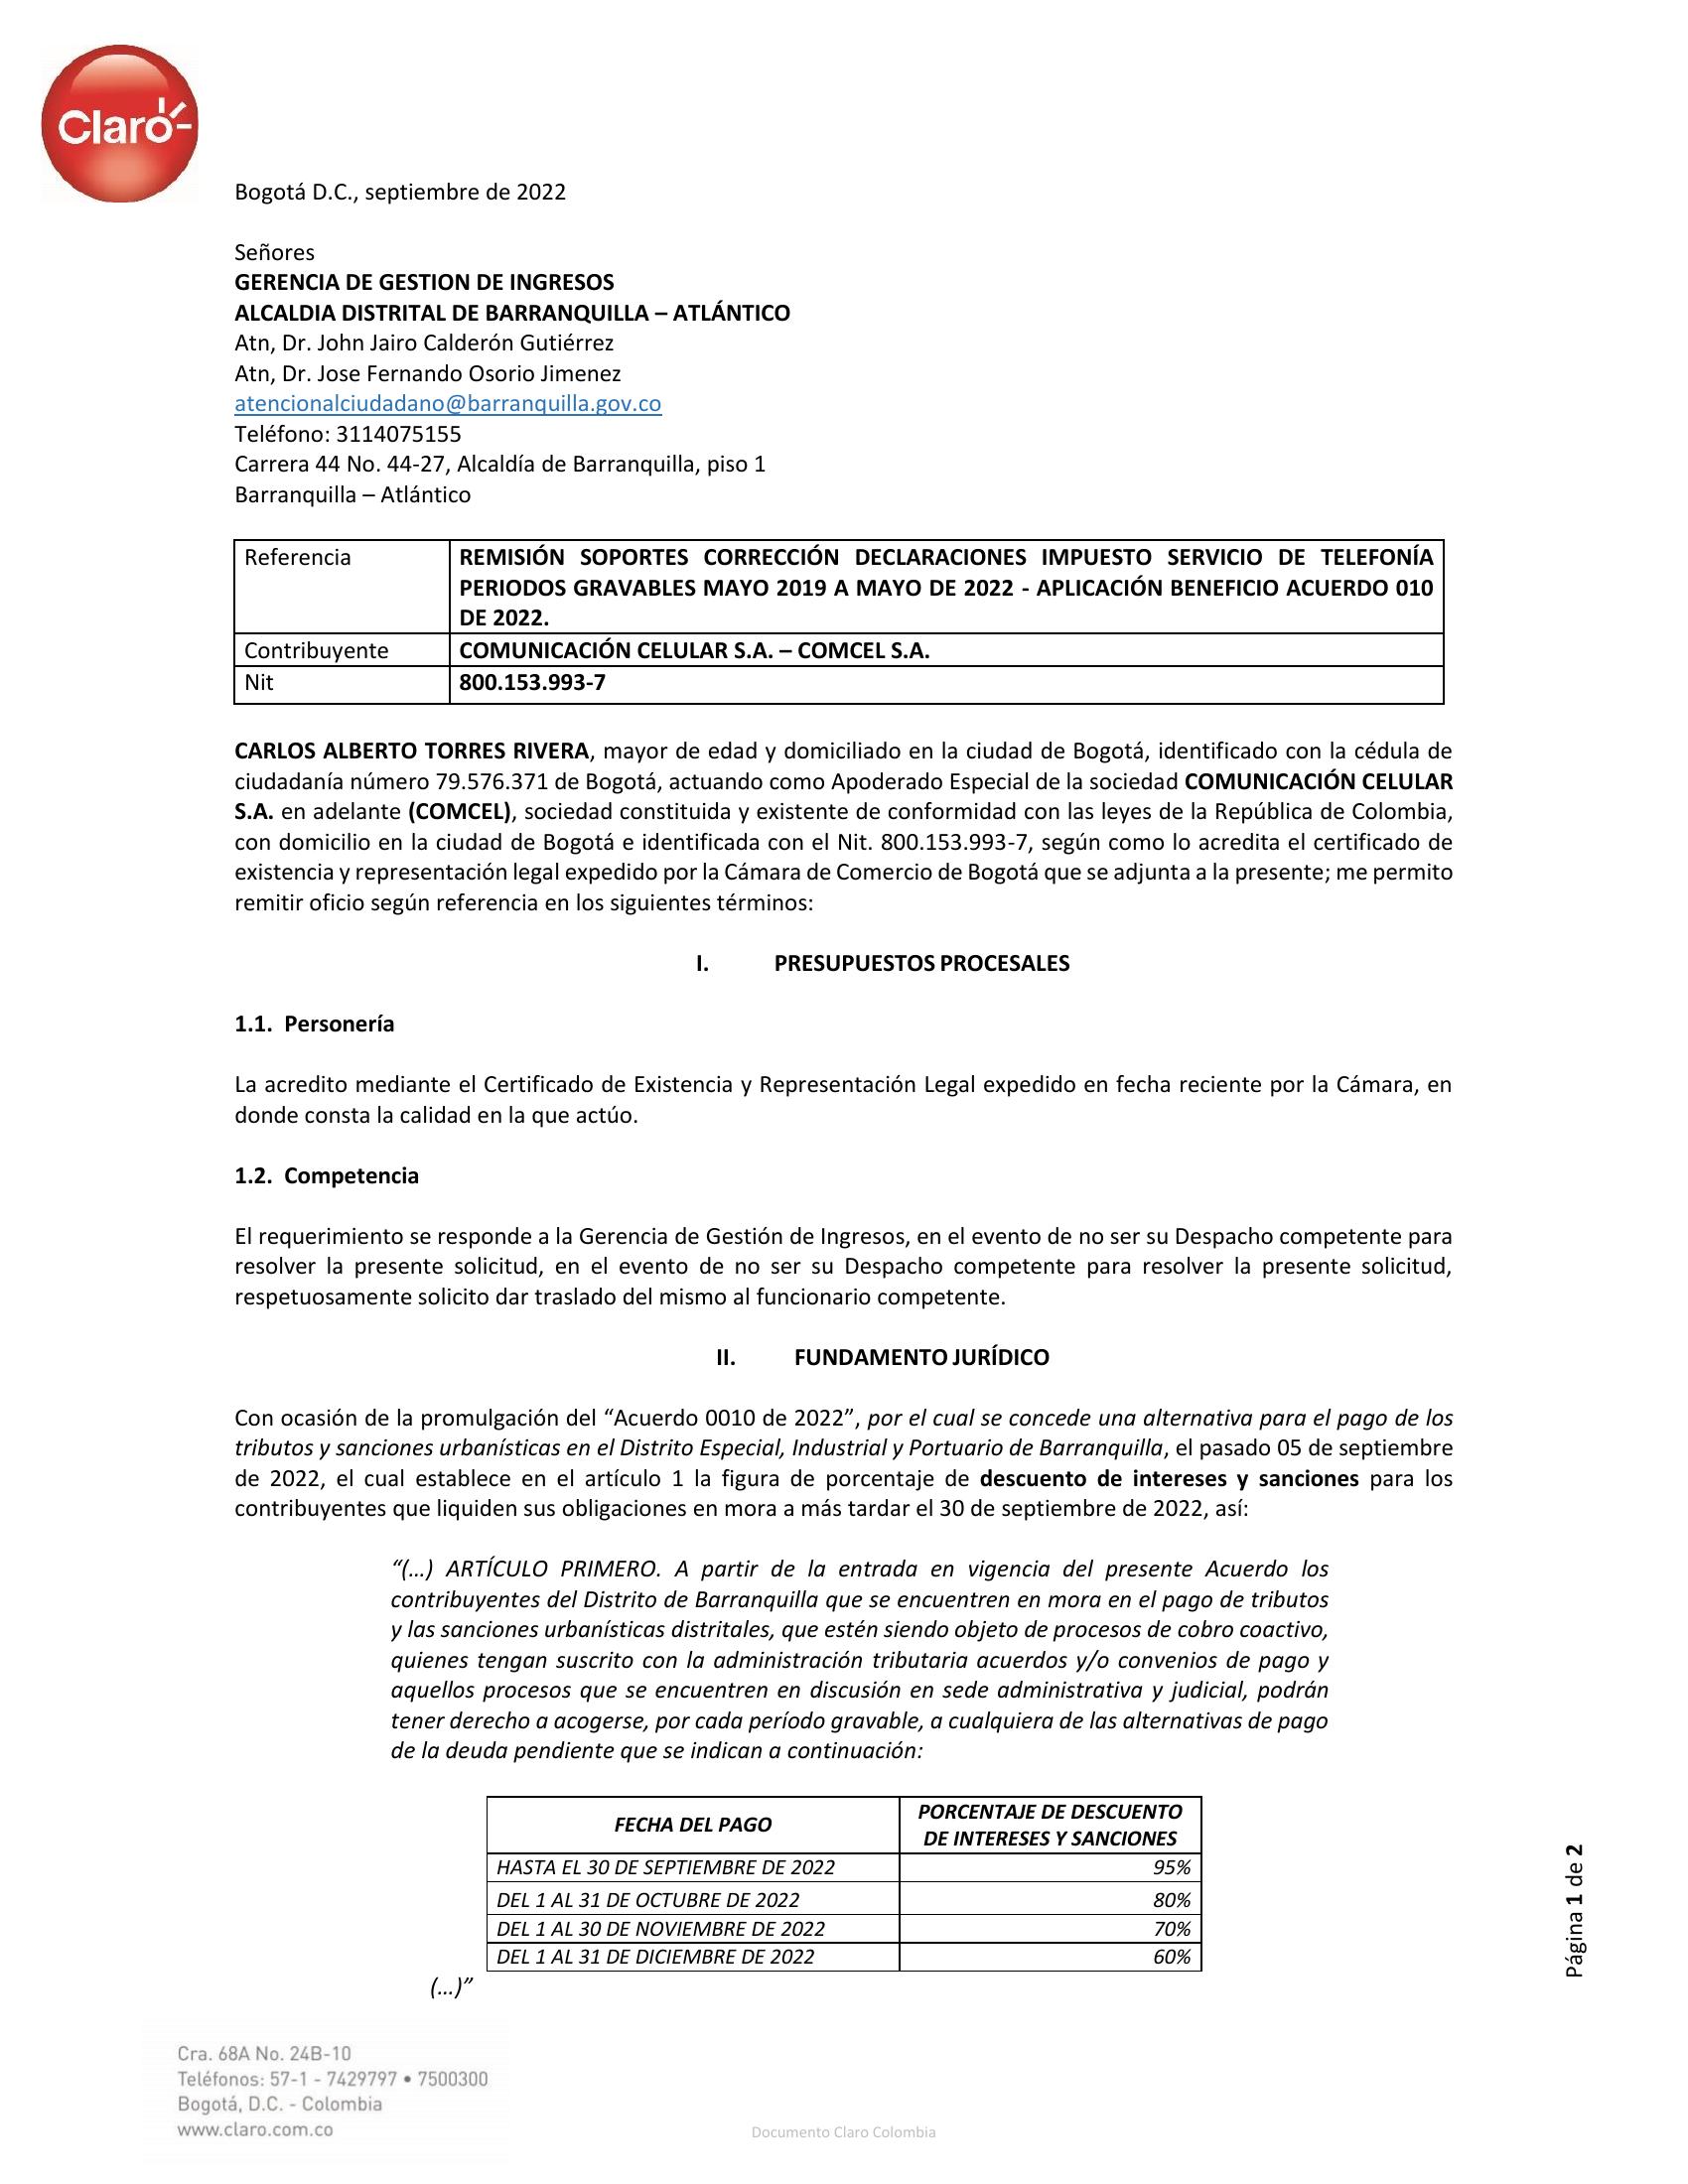 Claro
Bogotá D.C., septiembre de 2022
Señores
GERENCIA DE GESTION DE INGRESOS
ALCALDIA DISTRITAL DE BARRANQUILLA – ATLÁNTICO
Atn, Dr. John Jairo Calderón Gutiérrez
Atn, Dr. Jose Fernando Osorio Jimenez
atencionalciudadano@barranquilla.gov.co
Teléfono: 3114075155
Carrera 44 No. 44-27, Alcaldía de Barranquilla, piso 1
Barranquilla – Atlántico
Referencia REMISIÓN SOPORTES CORRECCIÓN DECLARACIONES IMPUESTO SERVICIO DE TELEFONÍA
PERIODOS GRAVABLES MAYO 2019 A MAYO DE 2022 - APLICACIÓN BENEFICIO ACUERDO 010
DE 2022.
Contribuyente COMUNICACIÓN CELULAR S.A. – COMCEL S.A.
Nit 800.153.993-7
CARLOS ALBERTO TORRES RIVERA, mayor de edad y domiciliado en la ciudad de Bogotá, identificado con la cédula de
ciudadanía número 79.576.371 de Bogotá, actuando como Apoderado Especial de la sociedad COMUNICACIÓN CELULAR
S.A. en adelante (COMCEL), sociedad constituida y existente de conformidad con las leyes de la República de Colombia,
con domicilio en la ciudad de Bogotá e identificada con el Nit. 800.153.993-7, según como lo acredita el certificado de
existencia y representación legal expedido por la Cámara de Comercio de Bogotá que se adjunta a la presente; me permito
remitir oficio según referencia en los siguientes términos:
I. PRESUPUESTOS PROCESALES
1.1. Personería
La acredito mediante el Certificado de Existencia y Representación Legal expedido en fecha reciente por la Cámara, en
donde consta la calidad en la que actúo.
1.2. Competencia
El requerimiento se responde a la Gerencia de Gestión de Ingresos, en el evento de no ser su Despacho competente para
resolver la presente solicitud, en el evento de no ser su Despacho competente para resolver la presente solicitud,
respetuosamente solicito dar traslado del mismo al funcionario competente.
II. FUNDAMENTO JURÍDICO
Con ocasión de la promulgación del “Acuerdo 0010 de 2022”, por el cual se concede una alternativa para el pago de los
tributos y sanciones urbanísticas en el Distrito Especial, Industrial y Portuario de Barranquilla, el pasado 05 de septiembre
de 2022, el cual establece en el artículo 1 la figura de porcentaje de descuento de intereses y sanciones para los
contribuyentes que liquiden sus obligaciones en mora a más tardar el 30 de septiembre de 2022, así:
“(…) ARTÍCULO PRIMERO. A partir de la entrada en vigencia del presente Acuerdo los
contribuyentes del Distrito de Barranquilla que se encuentren en mora en el pago de tributos
y las sanciones urbanísticas distritales, que estén siendo objeto de procesos de cobro coactivo,
quienes tengan suscrito con la administración tributaria acuerdos y/o convenios de pago y
aquellos procesos que se encuentren en discusión en sede administrativa y judicial, podrán
tener derecho a acogerse, por cada período gravable, a cualquiera de las alternativas de pago
de la deuda pendiente que se indican a continuación:
FECHA DEL PAGO PORCENTAJE DE DESCUENTO
DE INTERESES Y SANCIONES
HASTA EL 30 DE SEPTIEMBRE DE 2022 95%
DEL 1 AL 31 DE OCTUBRE DE 2022 80%
DEL 1 AL 30 DE NOVIEMBRE DE 2022 70%
DEL 1 AL 31 DE DICIEMBRE DE 2022 60%
(…)”
Página 1 de 2
Cra. 68A No. 24B-10
Teléfonos: 57-1 - 7429797 • 7500300
Bogotá, D.C. - Colombia
www.claro.com.co
Documento Claro Colombia